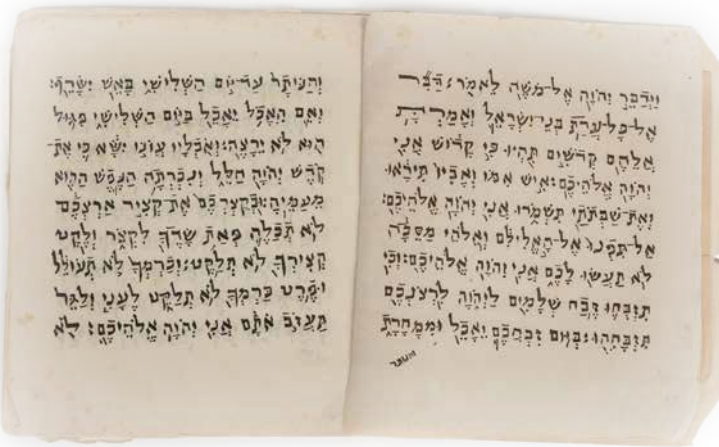 וַיְדַבֵּר יְהוָה אֶל־מֹשֶׁה לֵּאמֹר׃ דַּבֵּר
אֶל־כָּל־עֲדַת בְּנֵי־יִשְׂרָאֵל וְאָמַרְתָּ
אֲלֵהֶם קְדֹשִׁים תִּהְיוּ כִּי קָדוֹשׁ אֲנִי
יְהוָה אֱלֹהֵיכֶם׃ אִישׁ אִמּוֹ וְאָבִיו תִּירָאוּ
וְאֶת־שַׁבְּתֹתַי תִּשְׁמֹרוּ אֲנִי יְהוָה אֱלֹהֵיכֶם׃
אַל־תִּפְנוּ אֶל־הָאֱלִילִם וֵאלֹהֵי מַסֵּכָה
לֹא תַעֲשׂוּ לָכֶם אֲנִי יְהוָה אֱלֹהֵיכֶם׃ וְכִי
תִזְבְּחוּ זֶבַח שְׁלָמִים לַיהוָה לִרְצֹנְכֶם
תִּזְבָּחֻהוּ׃ בְּיוֹם זִבְחֲכֶם יֵאָכֵל וּמִמָּחֳרָת
וְהַנּוֹתָר עַד־יוֹם הַשְּׁלִישִׁי בָּאֵשׁ יִשָּׂרֵף׃
וְאִם הֵאָכֹל יֵאָכֵל בַּיּוֹם הַשְּׁלִישִׁי פִּגּוּל
הוּא לֹא יֵרָצֶה׃ וְאֹכְלָיו עֲוֹנוֹ יִשָּׂא כִּי אֶת־
קֹדֶשׁ יְהוָה חִלֵּל וְנִכְרְתָה הַנֶּפֶשׁ הַהִוא
מֵעַמֶּיהָ׃ וּבְקֻצְרְכֶם אֶת־קְצִיר אַרְצְכֶם
לֹא תְכַלֶּה פְּאַת שָׂדְךָ לִקְצֹר וְלֶקֶט
קְצִירְךָ לֹא תְלַקֵּט׃ וְכַרְמְךָ לֹא תְעוֹלֵל
וּפֶרֶט כַּרְמְךָ לֹא תְלַקֵּט לֶעָנִי וְלַגֵּר
תַּעֲזֹב אֹתָם אֲנִי יְהוָה אֱלֹהֵיכֶם׃ לֹא